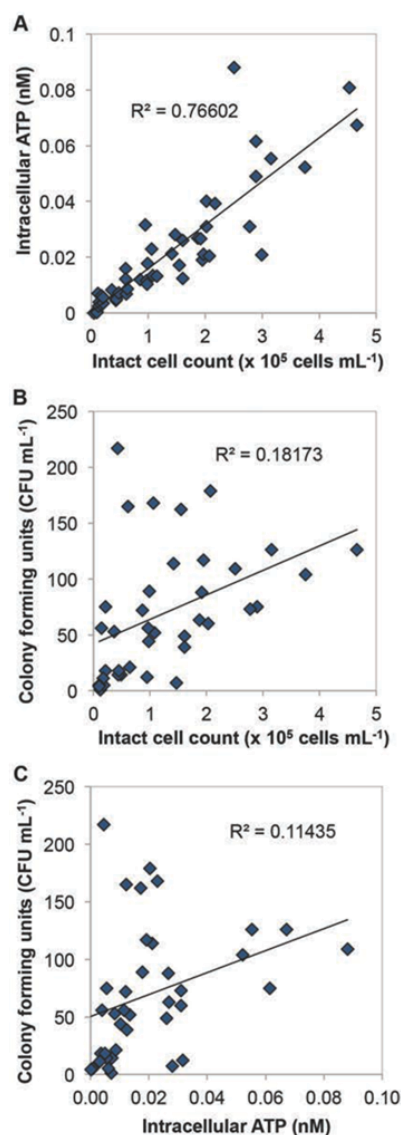 A
0.1
0.08
0.06
0.04
0.02
0
Intracellular ATP (nM)
R² = 0.76602
0 1 2 3 4 5
Intact cell count (x 10⁵ cells mL⁻¹)
B
250
200
150
100
50
0
Colony forming units (CFU mL⁻¹)
R² = 0.18173
0 1 2 3 4 5
Intact cell count (x 10⁵ cells mL⁻¹)
C
250
200
150
100
50
0
Colony forming units (CFU mL⁻¹)
R² = 0.11435
0.00 0.02 0.04 0.06 0.08 0.10
Intracellular ATP (nM)